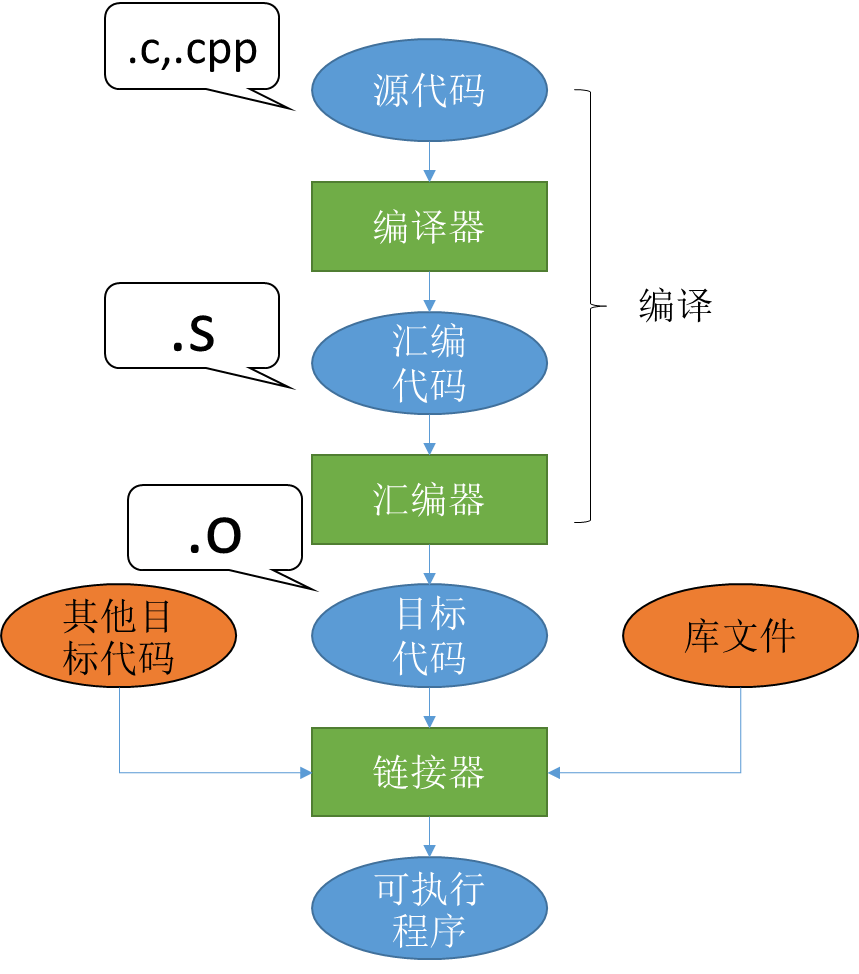 .c,.cpp
源代码
编译器
编译
.s
汇编
代码
汇编器
.o
其他目
标代码
目标
代码
库文件
链接器
可执行
程序